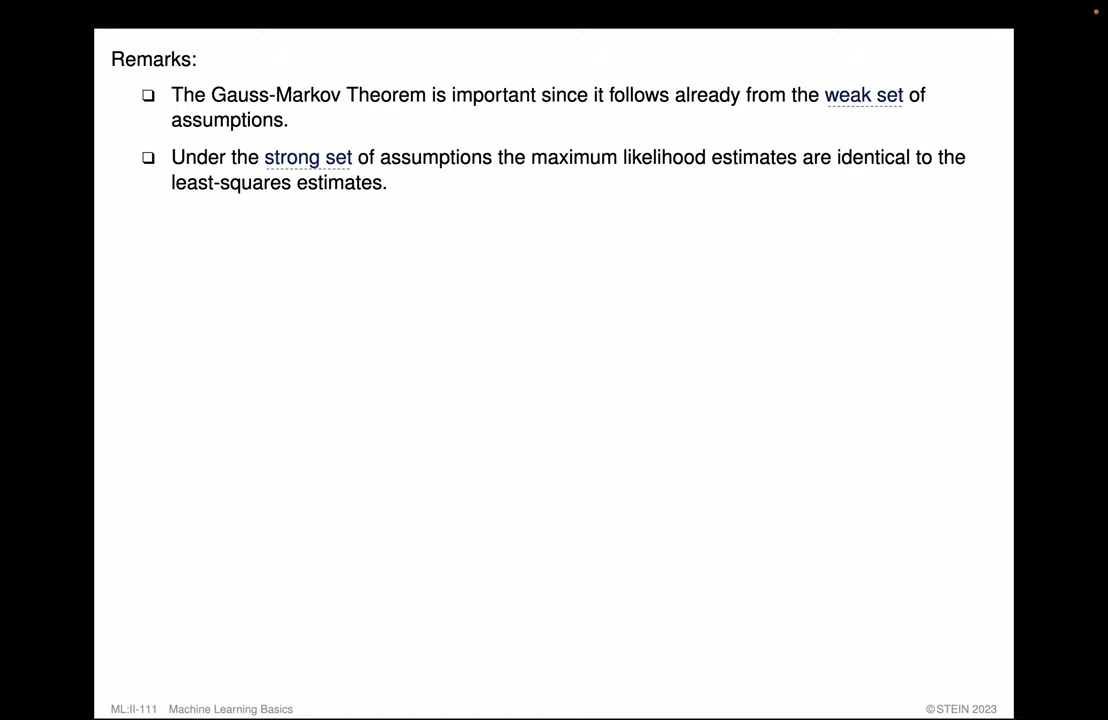 Remarks:
❑ The Gauss-Markov Theorem is important since it follows already from the weak set of
assumptions.
❑ Under the strong set of assumptions the maximum likelihood estimates are identical to the
least-squares estimates.
ML:II-111 Machine Learning Basics ©STEIN 2023